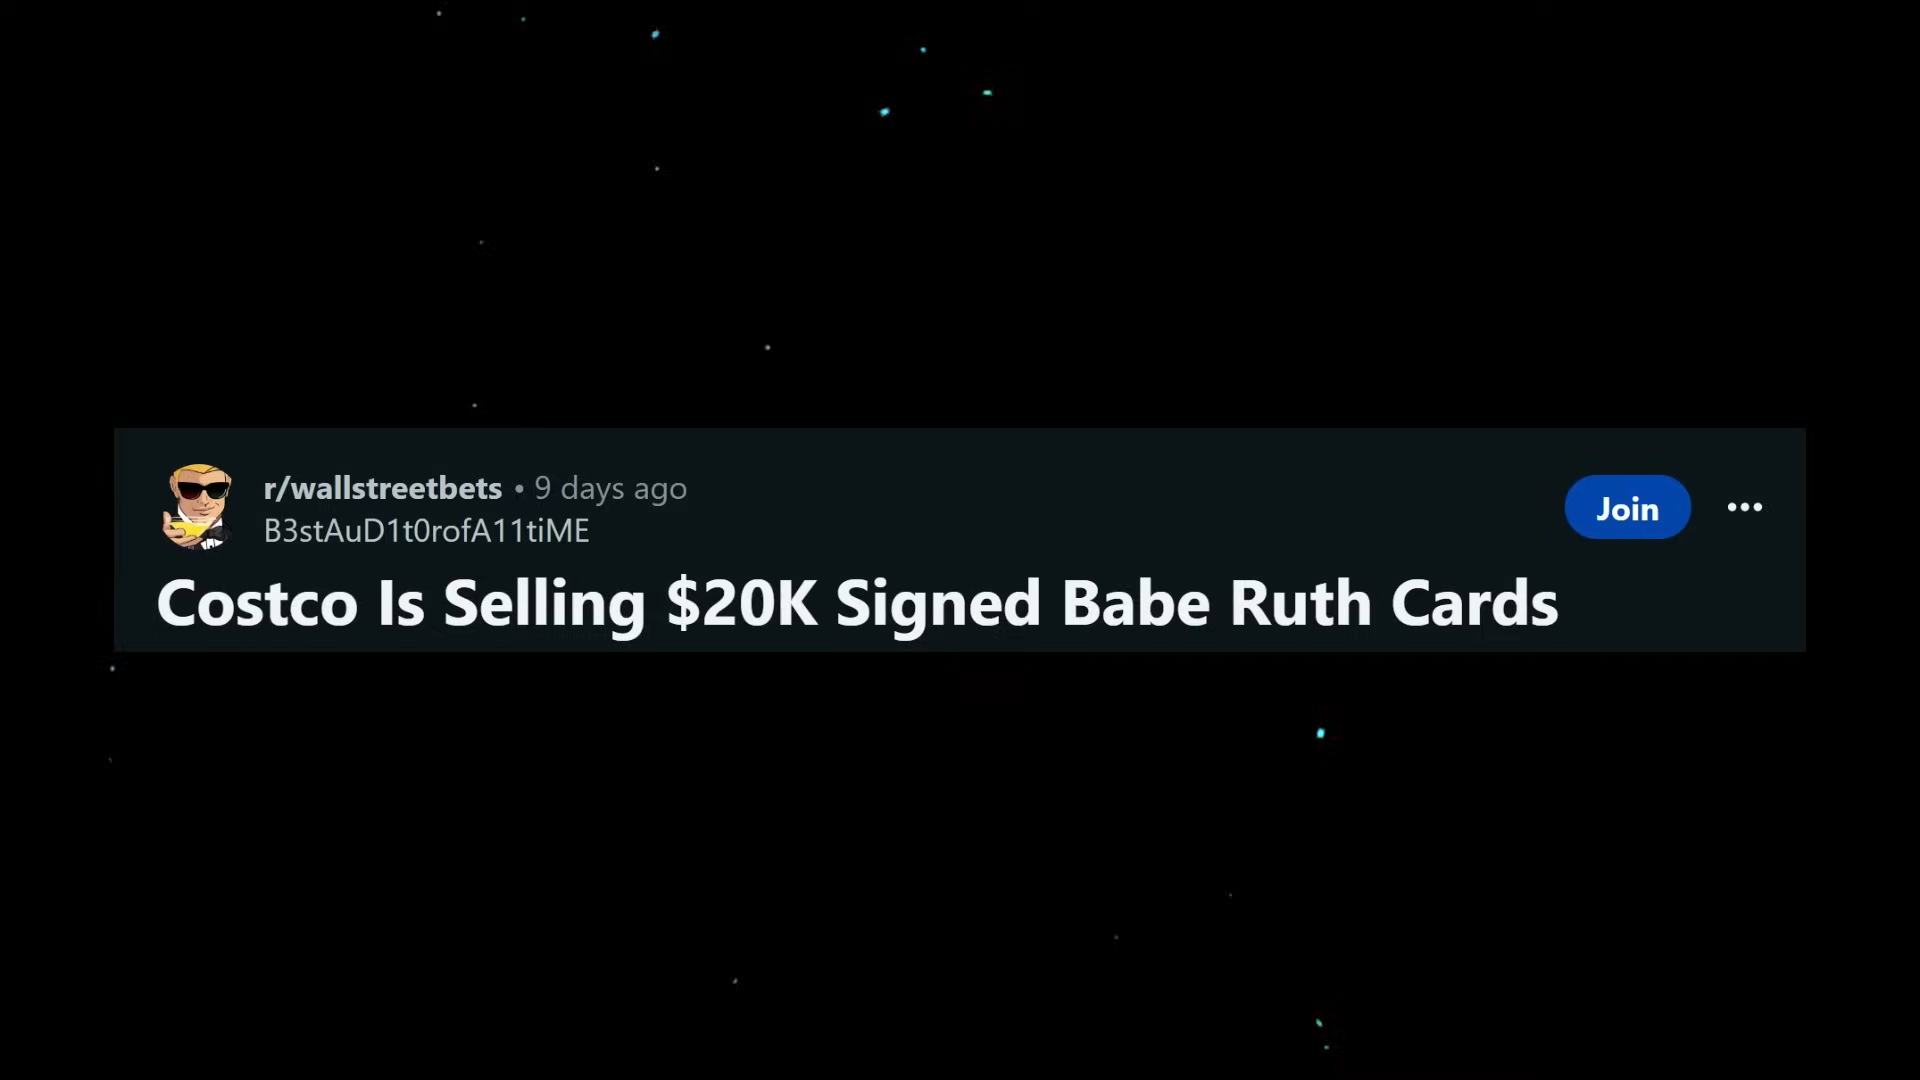 r/wallstreetbets • 9 days ago
B3stAuD1t0rofA11tiME
Join
Costco Is Selling $20K Signed Babe Ruth Cards